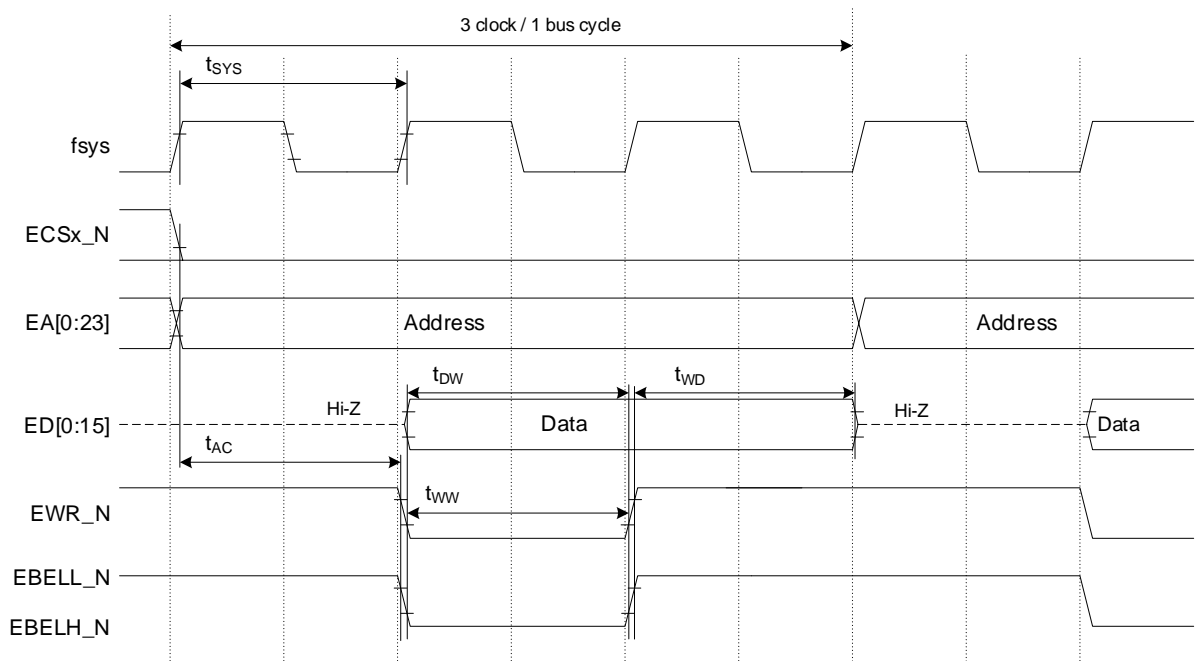 3 clock / 1 bus cycle
tSYS
fsys
ECSx_N
EA[0:23] Address Address
tDW tWD
ED[0:15] Hi-Z Data Hi-Z Data
tAC
tWW
EWR_N
EBELL_N
EBELH_N